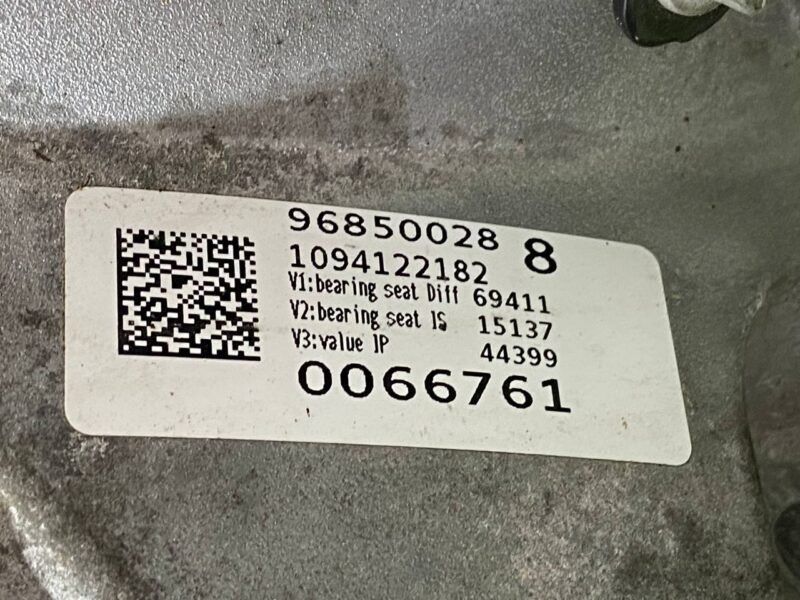 96850028 8
1094122182
V1:bearing seat Diff 69411
V2:bearing seat IS 15137
V3:value IP 44399
0066761